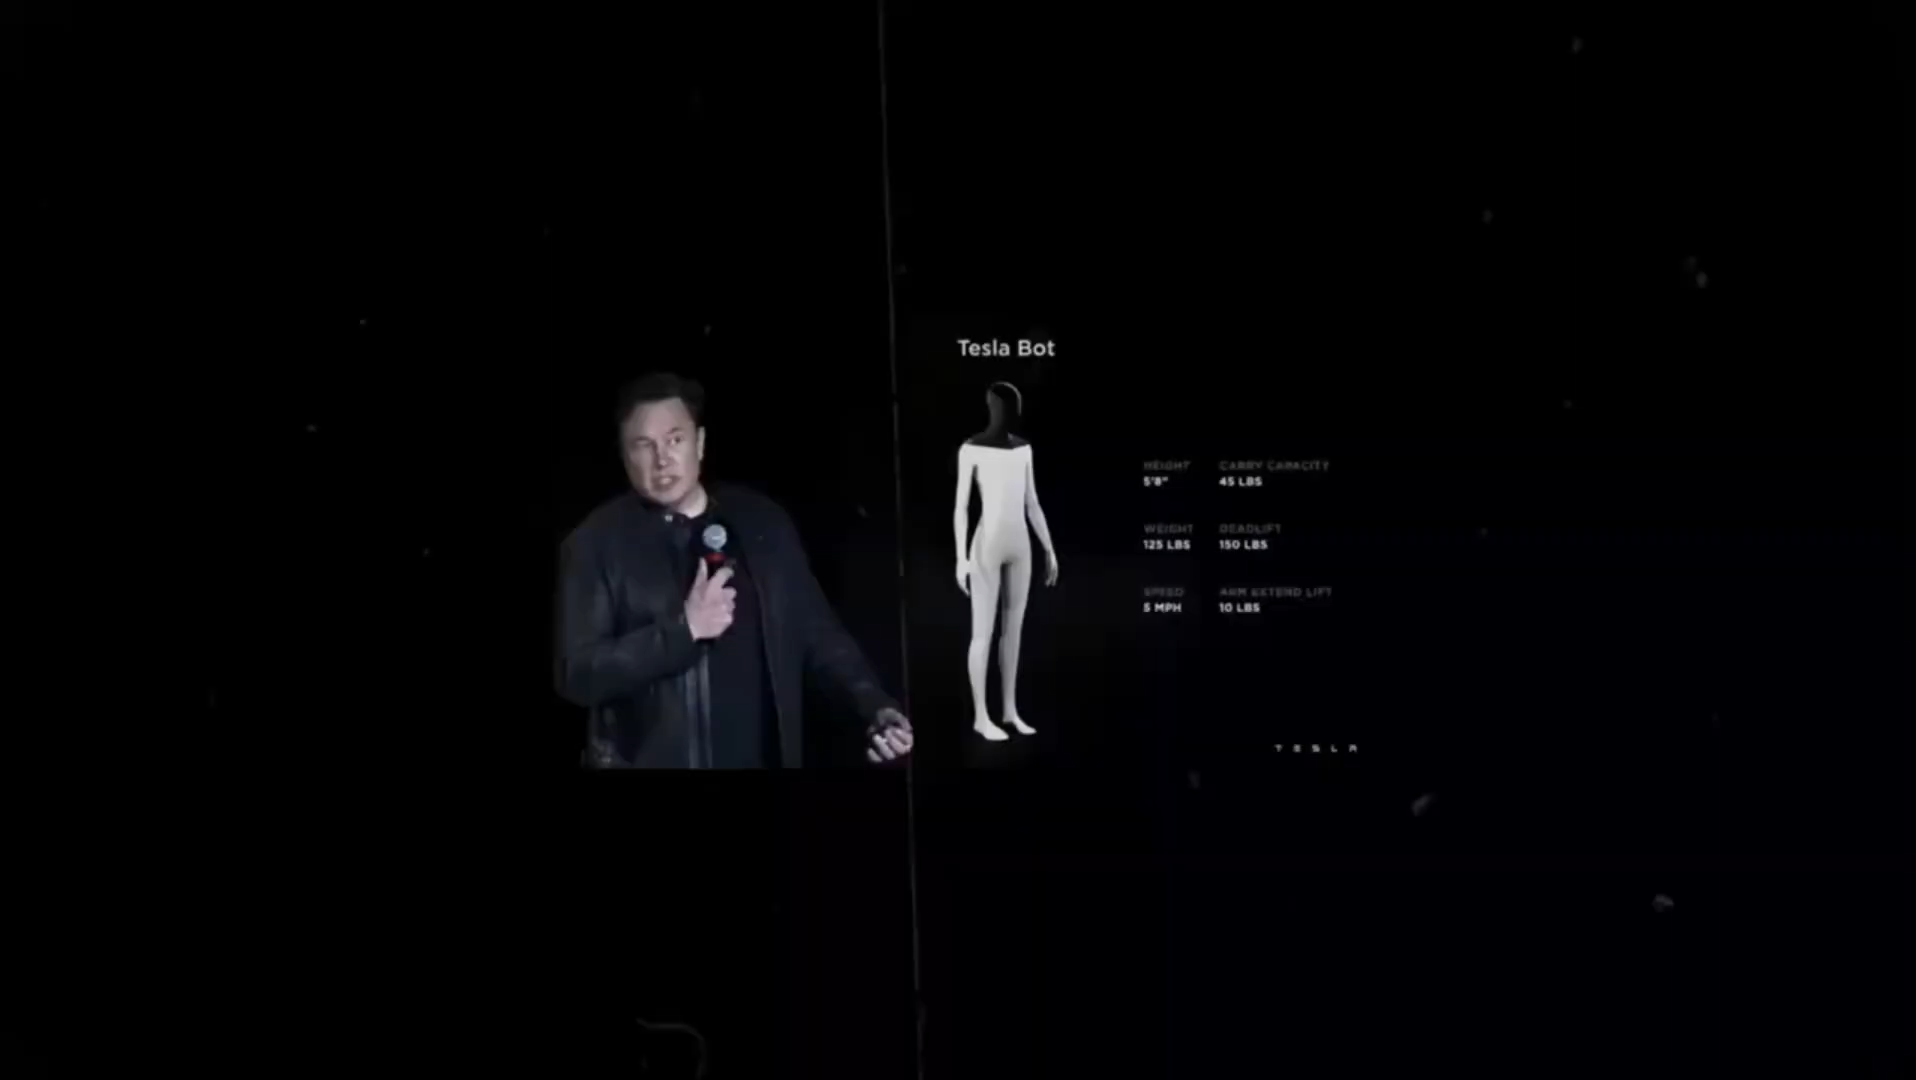 Tesla Bot
HEIGHT CARRY CAPACITY
5'8" 45 LBS
WEIGHT DEADLIFT
125 LBS 150 LBS
SPEED ARM EXTEND LIFT
5 MPH 10 LBS
TESLA